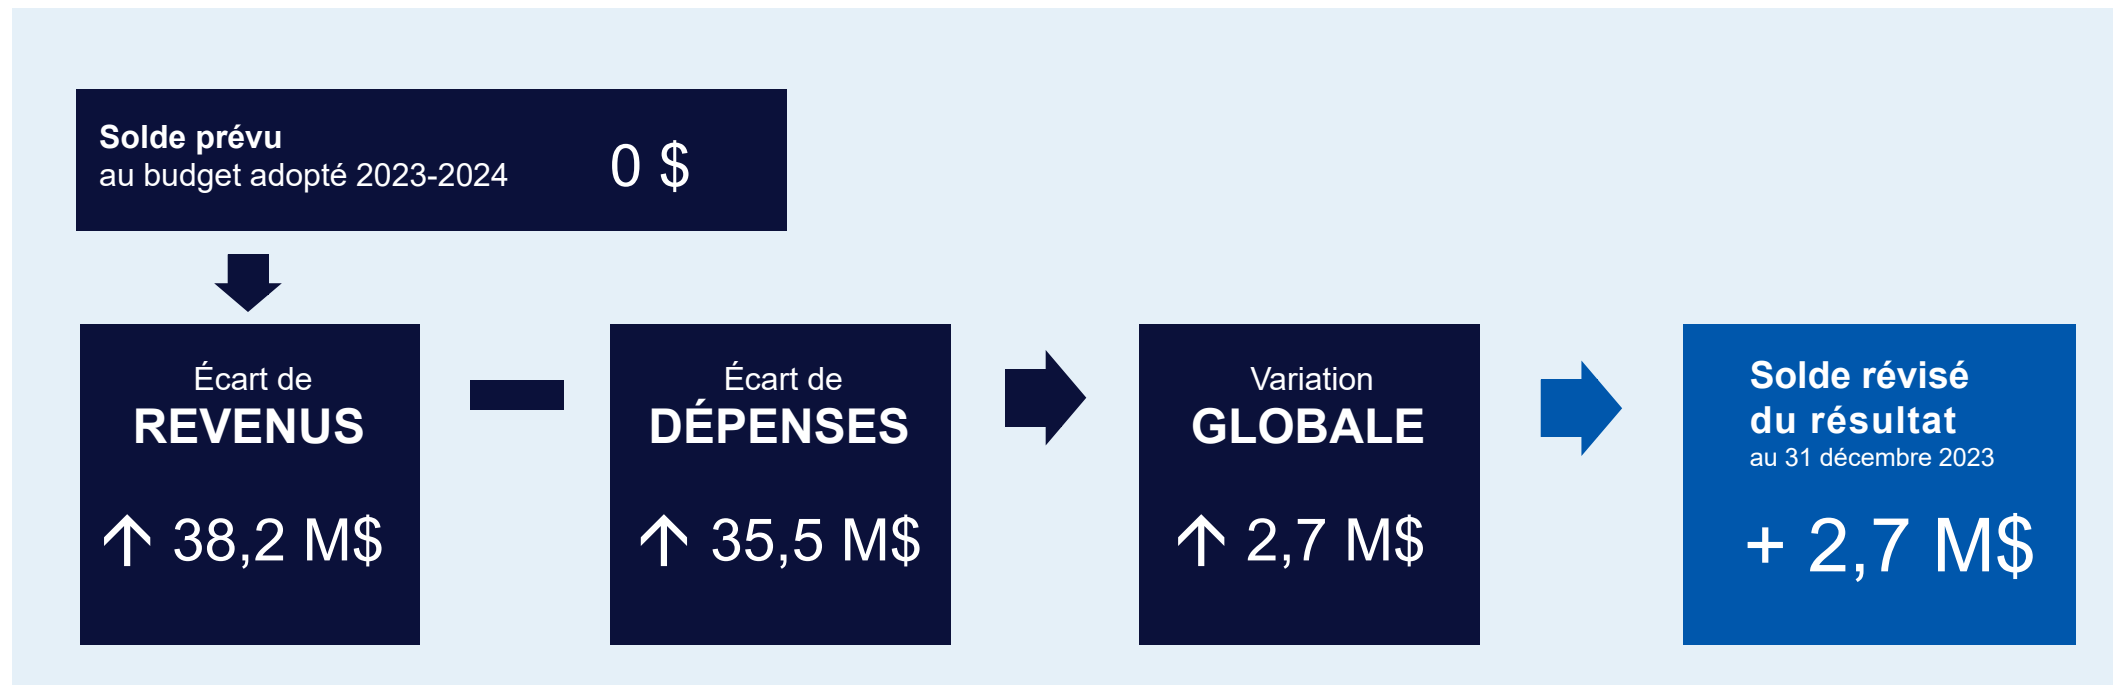 Solde prévu
au budget adopté 2023-2024
0 $
Écart de
REVENUS
↑ 38,2 M$
Écart de
DÉPENSES
↑ 35,5 M$
Variation
GLOBALE
↑ 2,7 M$
Solde révisé
du résultat
au 31 décembre 2023
+ 2,7 M$